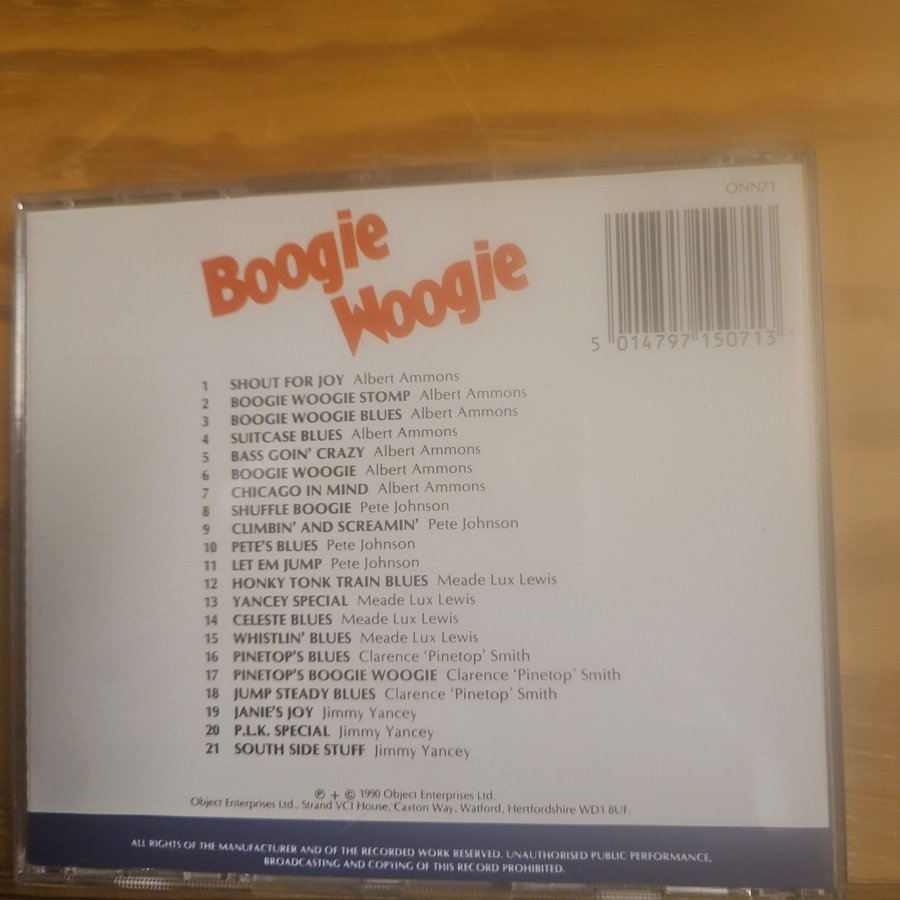 ONN71
Boogie
Woogie
5 014797 150713
1 SHOUT FOR JOY Albert Ammons
2 BOOGIE WOOGIE STOMP Albert Ammons
3 BOOGIE WOOGIE BLUES Albert Ammons
4 SUITCASE BLUES Albert Ammons
5 BASS GOIN' CRAZY Albert Ammons
6 BOOGIE WOOGIE Albert Ammons
7 CHICAGO IN MIND Albert Ammons
8 SHUFFLE BOOGIE Pete Johnson
9 CLIMBIN' AND SCREAMIN' Pete Johnson
10 PETE'S BLUES Pete Johnson
11 LET EM JUMP Pete Johnson
12 HONKY TONK TRAIN BLUES Meade Lux Lewis
13 YANCEY SPECIAL Meade Lux Lewis
14 CELESTE BLUES Meade Lux Lewis
15 WHISTLIN' BLUES Meade Lux Lewis
16 PINETOP'S BLUES Clarence 'Pinetop' Smith
17 PINETOP'S BOOGIE WOOGIE Clarence 'Pinetop' Smith
18 JUMP STEADY BLUES Clarence 'Pinetop' Smith
19 JANIE'S JOY Jimmy Yancey
20 P.L.K. SPECIAL Jimmy Yancey
21 SOUTH SIDE STUFF Jimmy Yancey
℗ + © 1990 Object Enterprises Ltd.
Object Enterprises Ltd., Strand VCI House, Caxton Way, Watford, Hertfordshire WD1 8UF.
ALL RIGHTS OF THE MANUFACTURER AND OF THE RECORDED WORK RESERVED. UNAUTHORISED PUBLIC PERFORMANCE,
BROADCASTING AND COPYING OF THIS RECORD PROHIBITED.